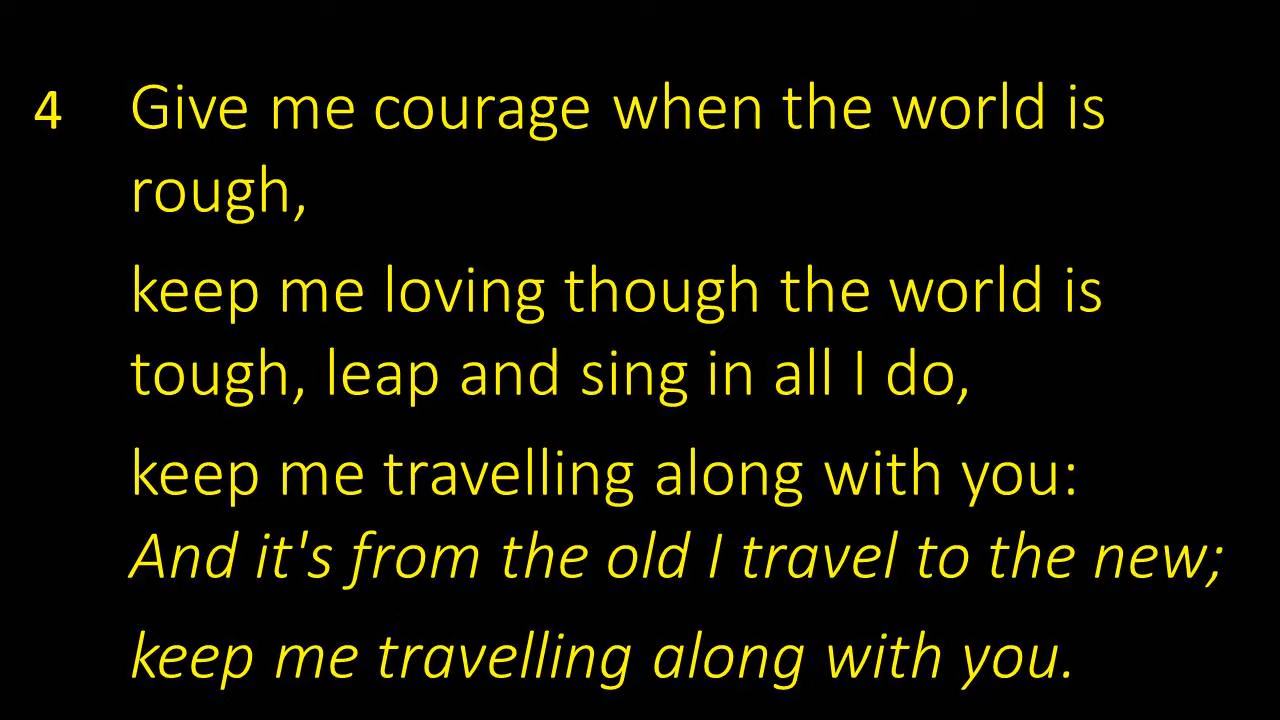 4 Give me courage when the world is
rough,
keep me loving though the world is
tough, leap and sing in all I do,
keep me travelling along with you:
And it's from the old I travel to the new;
keep me travelling along with you.